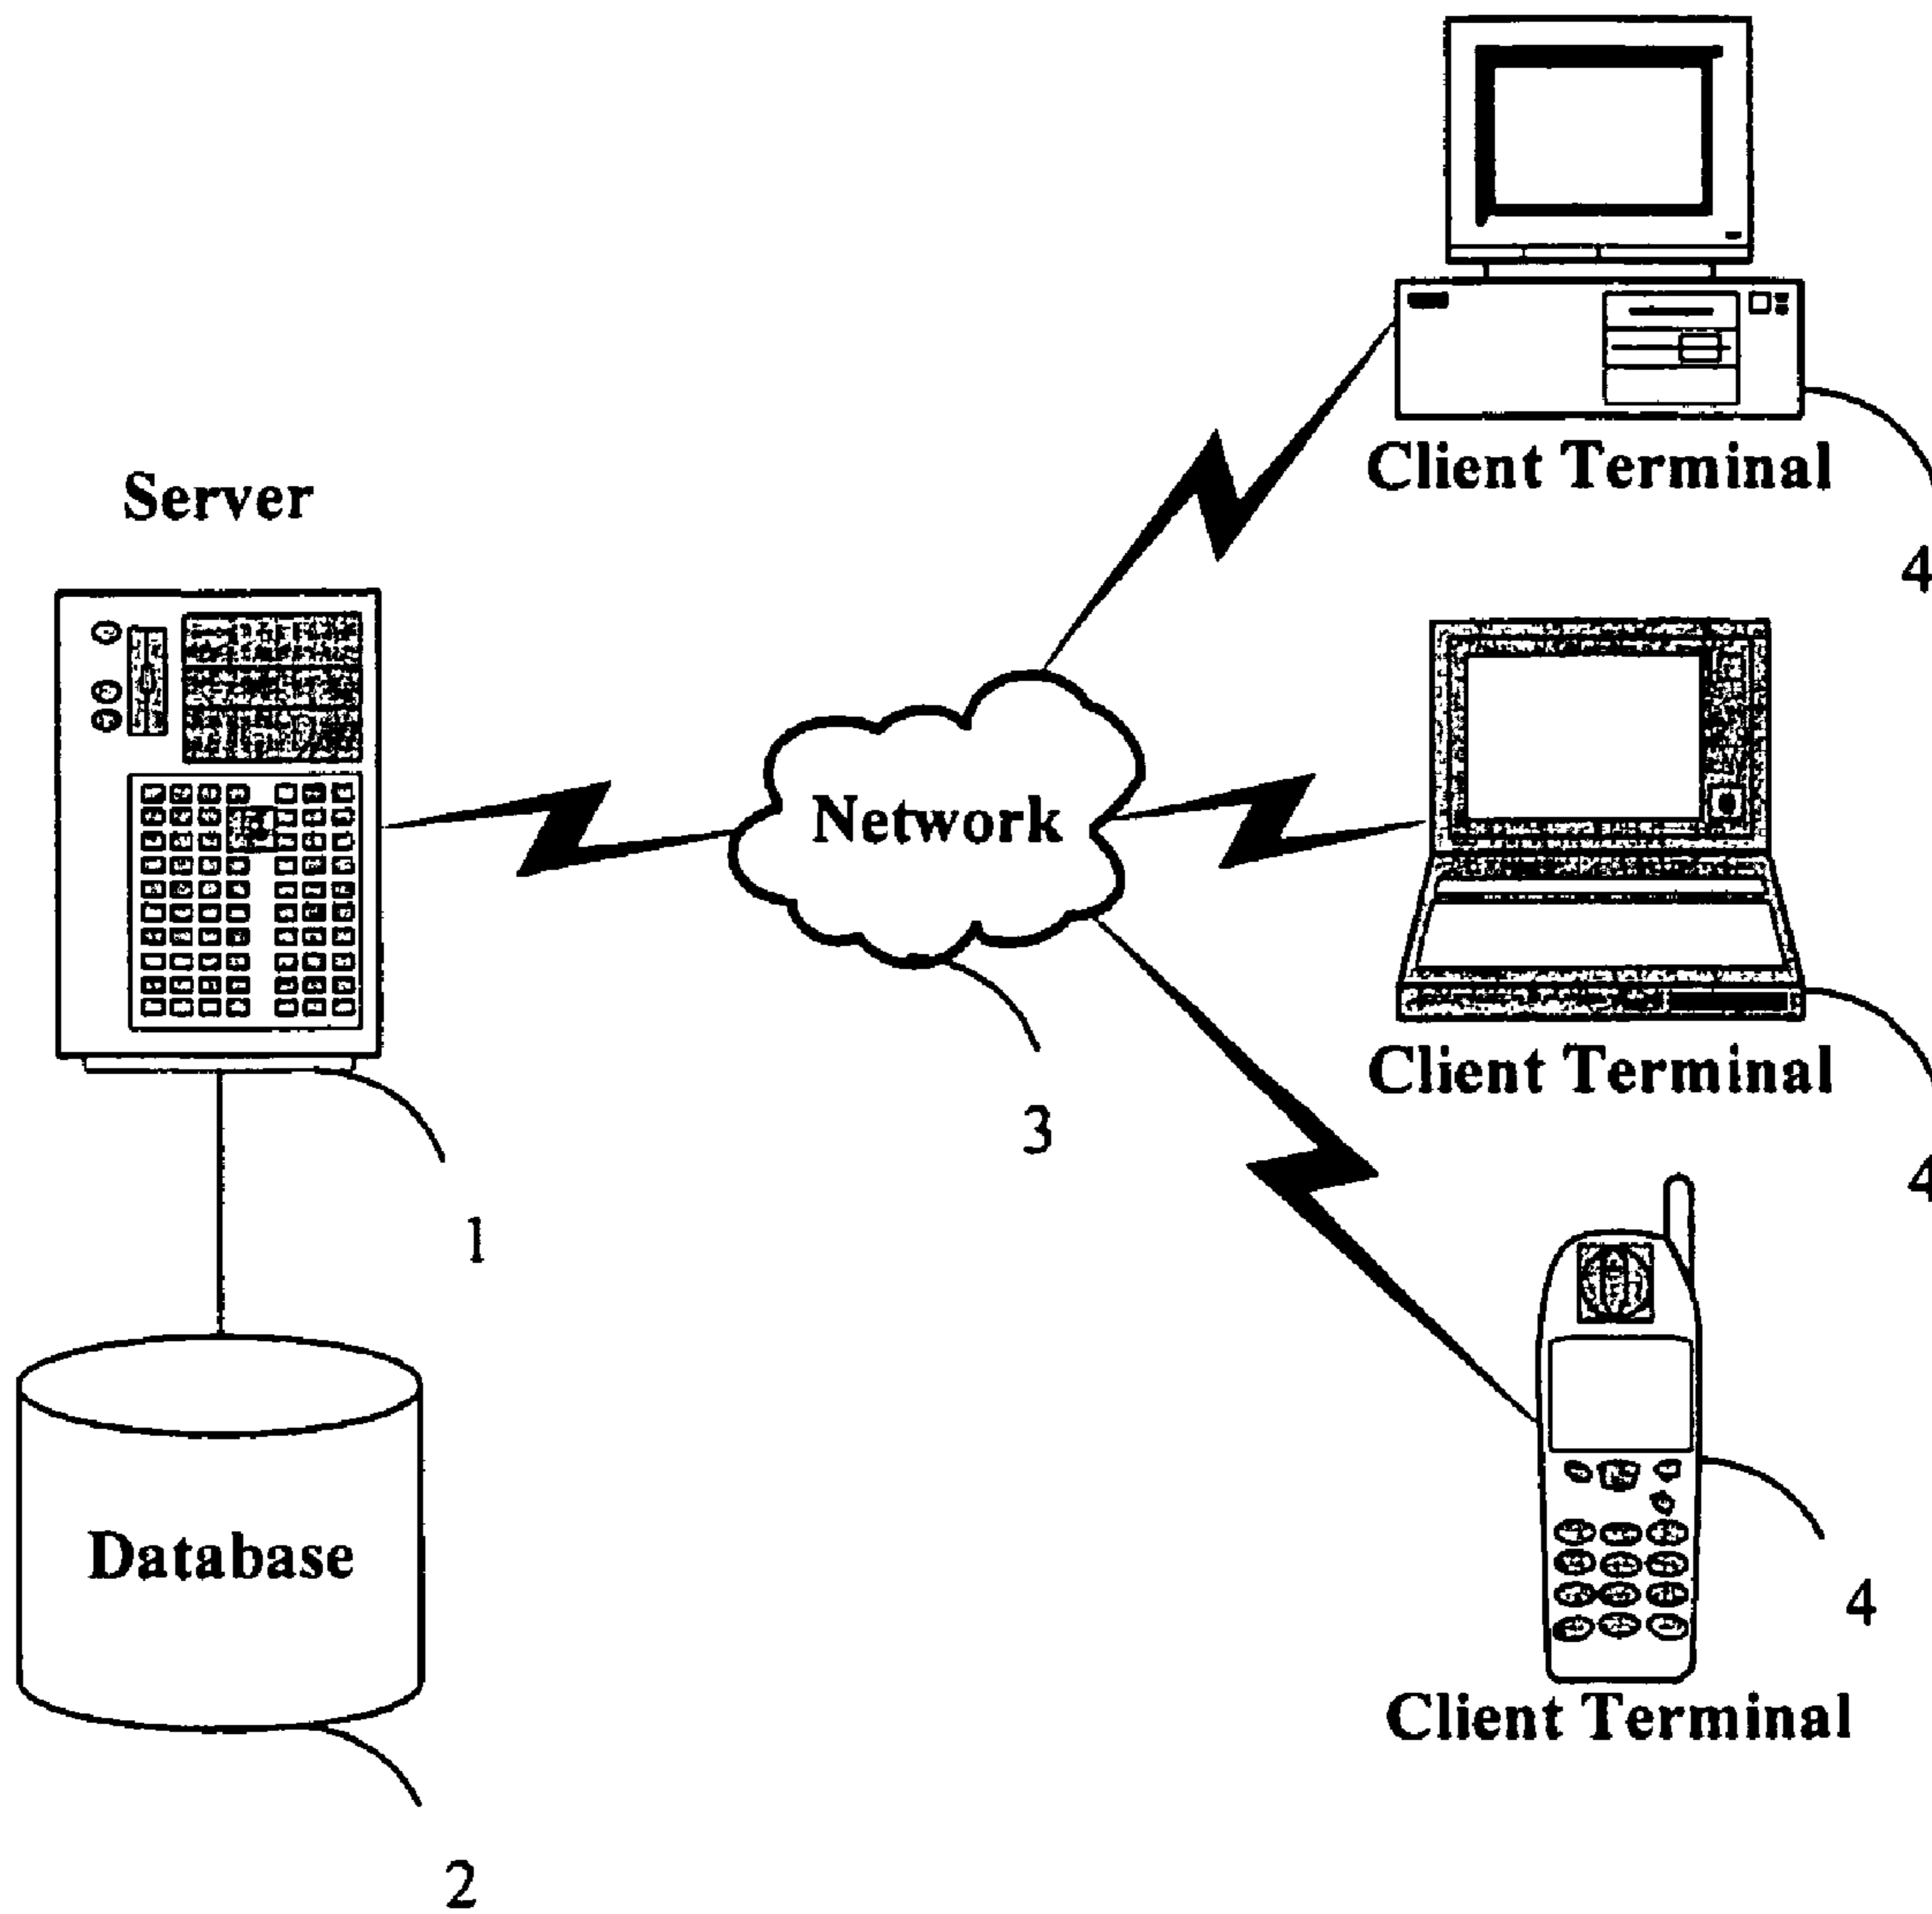 Client Terminal
4
Server
Network
Client Terminal
4
3
1
Database
4
Client Terminal
2